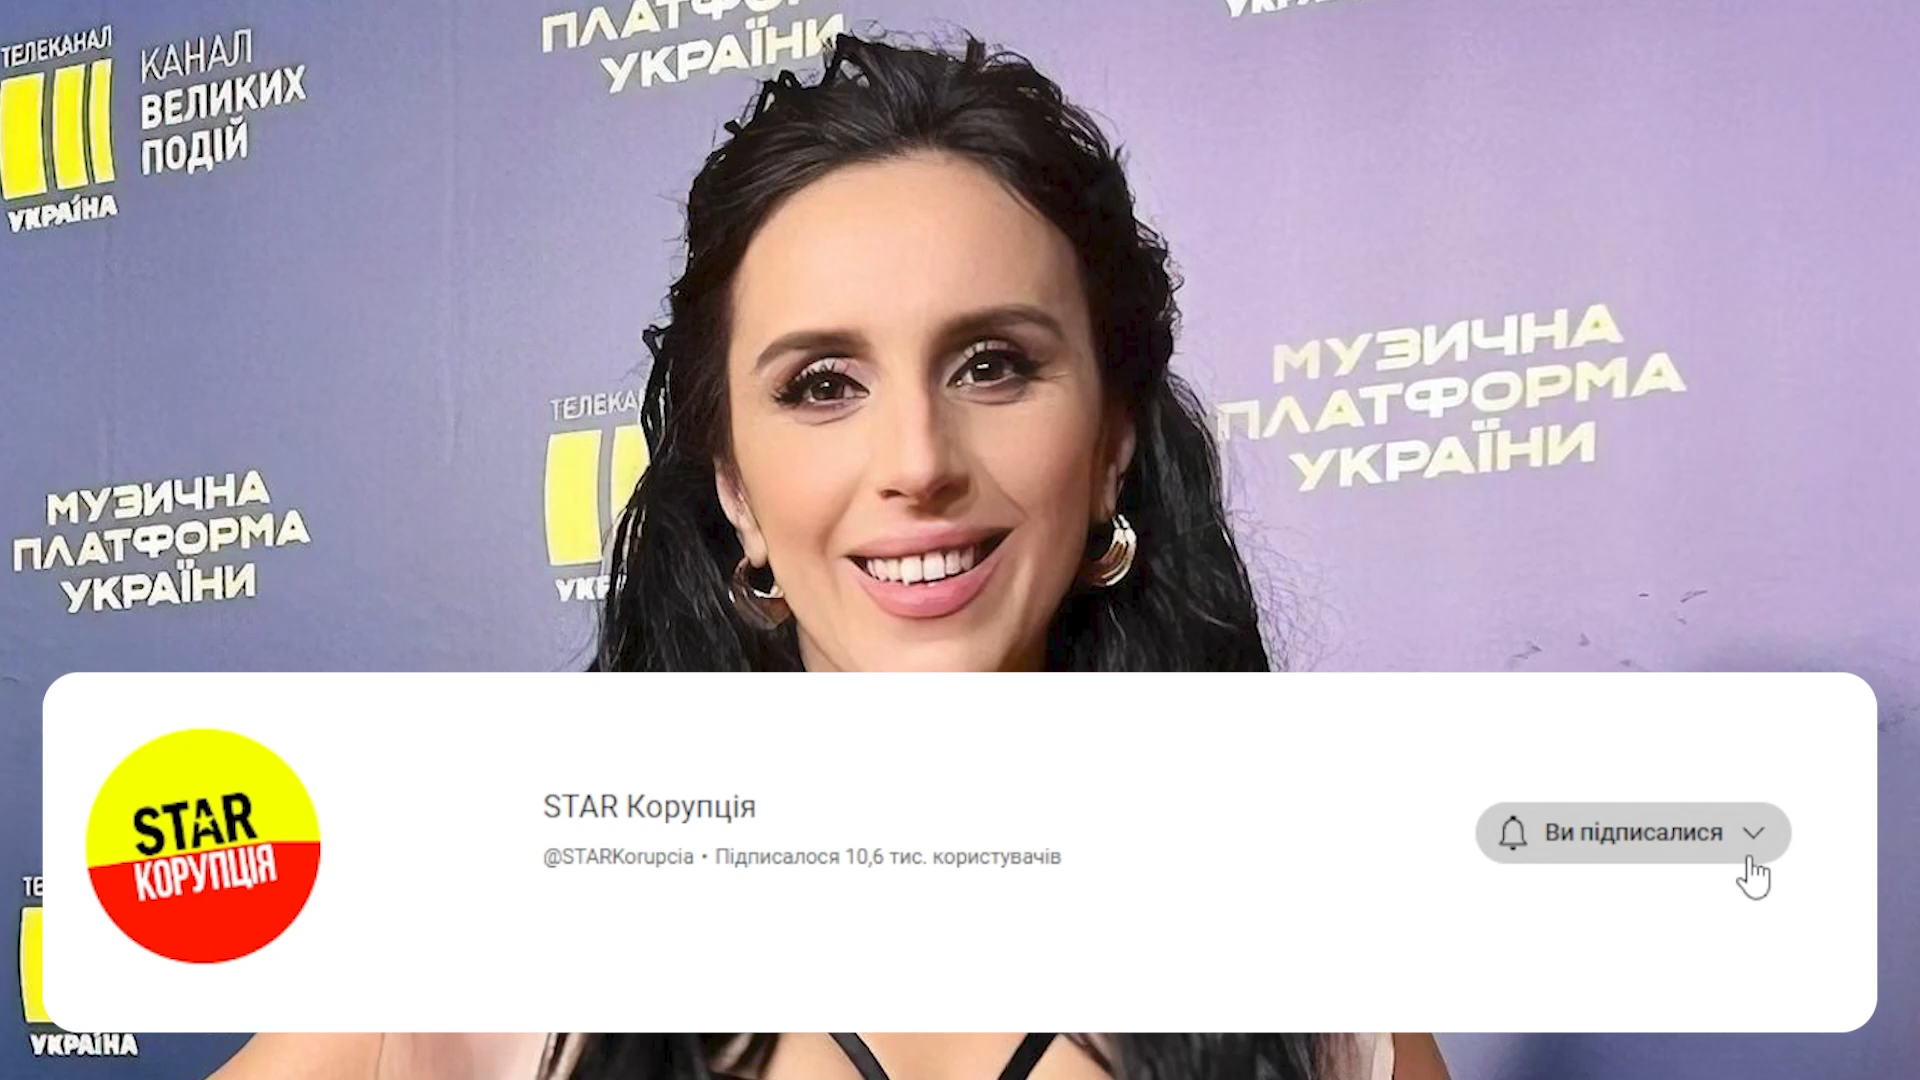 ТЕЛЕКАНАЛ
УКРАЇНА
КАНАЛ
ВЕЛИКИХ
ПОДІЙ
ПЛАТФОРМА
УКРАЇНИ
МУЗИЧНА
ПЛАТФОРМА
УКРАЇНИ
МУЗИЧНА
ПЛАТФОРМА
УКРАЇНИ
STAR
КОРУПЦІЯ
STAR Корупція
@STARKorupcia • Підписалося 10,6 тис. користувачів
Ви підписалися
УКРАЇНА